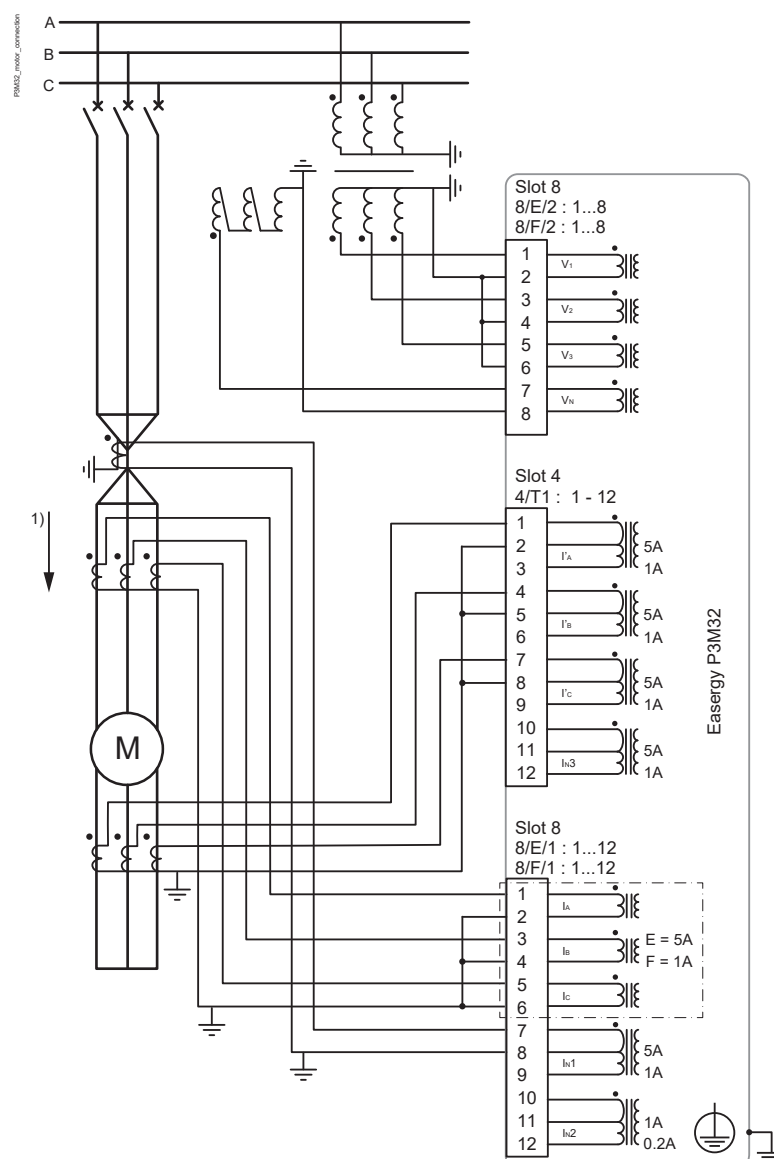 P3M32_motor_connection
A
B
C
Slot 8
8/E/2 : 1...8
8/F/2 : 1...8
1
2
3
4
5
6
7
8
V1
V2
V3
VN
Slot 4
4/T1 : 1 - 12
1
2
3
4
5
6
7
8
9
10
11
12
I'A
5A
1A
I'B
5A
1A
I'C
5A
1A
IN3
5A
1A
1)
M
Easergy P3M32
Slot 8
8/E/1 : 1...12
8/F/1 : 1...12
1
2
3
4
5
6
7
8
9
10
11
12
IA
IB
E = 5A
F = 1A
IC
IN1
5A
1A
IN2
1A
0.2A